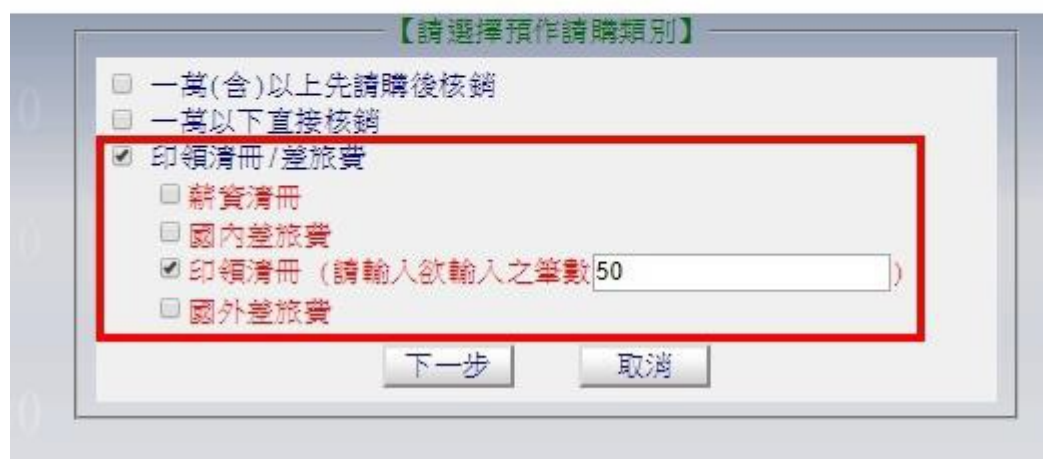 【請選擇預作請購類別】
一萬(含)以上先請購後核銷
一萬以下直接核銷
印領清冊/差旅費
薪資清冊
國內差旅費
印領清冊 (請輸入欲輸入之筆數50)
國外差旅費
下一步 取消